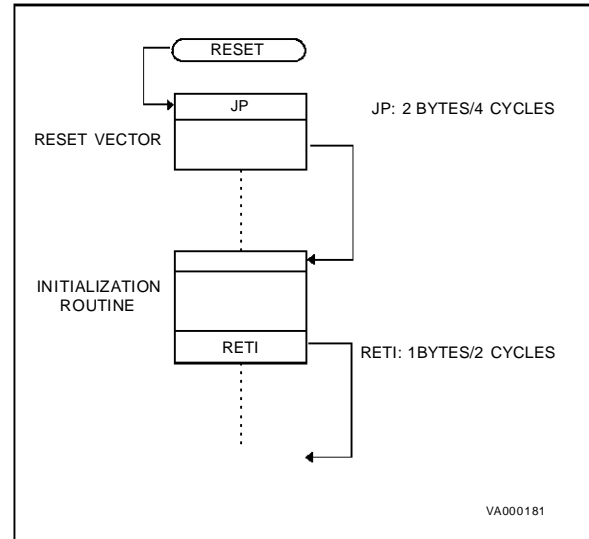 RESET
JP
JP: 2 BYTES/4 CYCLES
RESET VECTOR
INITIALIZATION
ROUTINE
RETI
RETI: 1BYTES/2 CYCLES
VA000181